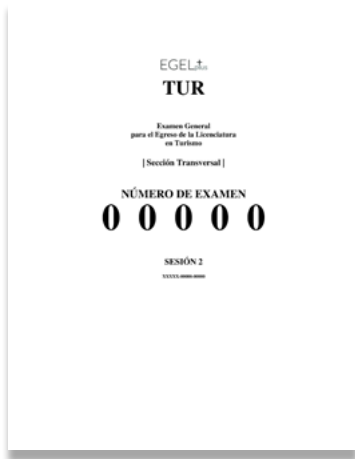 EGEL plus
TUR
Examen General
para el Egreso de la Licenciatura
en Turismo
| Sección Transversal |
NÚMERO DE EXAMEN
0 0 0 0 0
SESIÓN 2